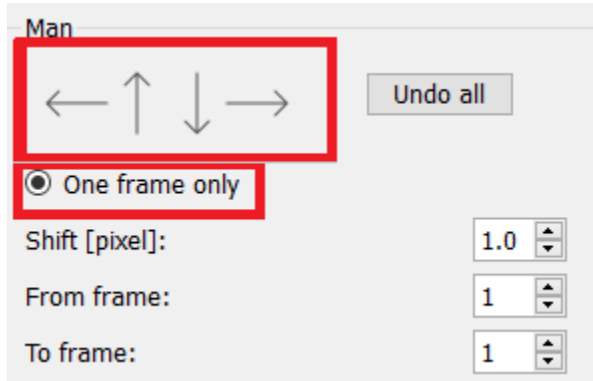 Man
Undo all
One frame only
Shift [pixel]: 1.0
From frame: 1
To frame: 1